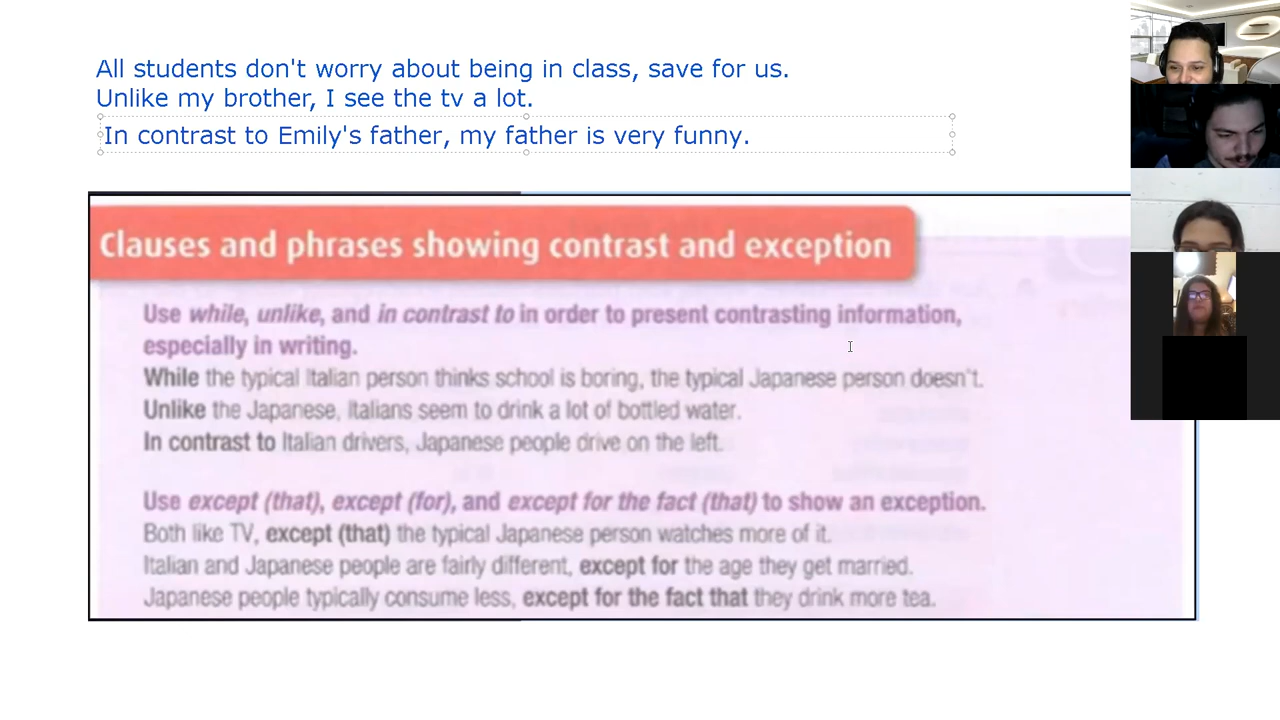 All students don't worry about being in class, save for us.
Unlike my brother, I see the tv a lot.
In contrast to Emily's father, my father is very funny.
Clauses and phrases showing contrast and exception
Use while, unlike, and in contrast to in order to present contrasting information,
especially in writing.
While the typical Italian person thinks school is boring, the typical Japanese person doesn't.
Unlike the Japanese, Italians seem to drink a lot of bottled water.
In contrast to Italian drivers, Japanese people drive on the left.
Use except (that), except (for), and except for the fact (that) to show an exception.
Both like TV, except (that) the typical Japanese person watches more of it.
Italian and Japanese people are fairly different, except for the age they get married.
Japanese people typically consume less, except for the fact that they drink more tea.